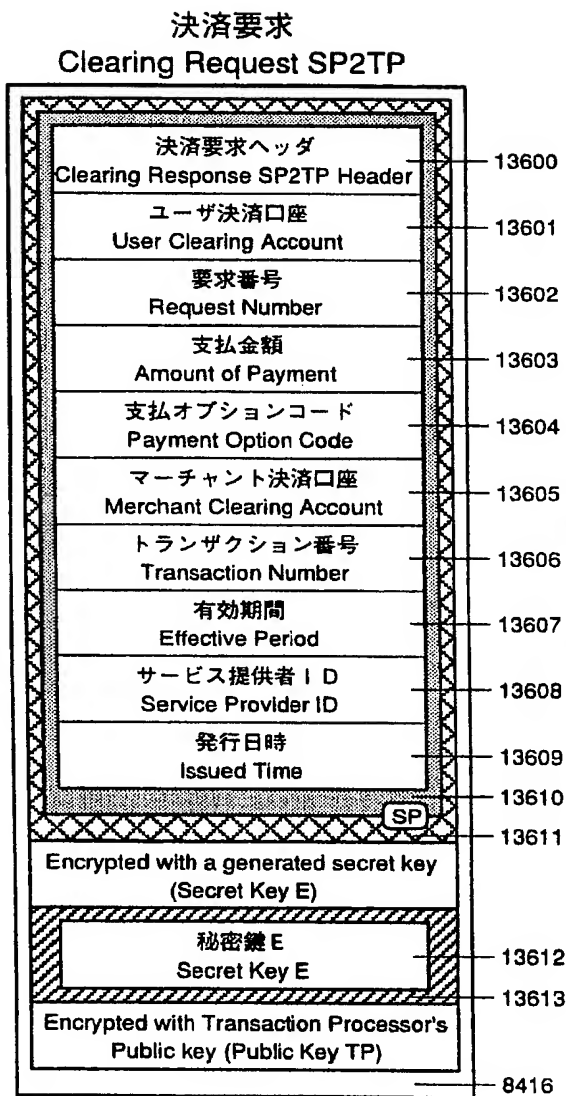 決済要求
Clearing Request SP2TP
決済要求ヘッダ
Clearing Response SP2TP Header
13600
ユーザ決済口座
User Clearing Account
13601
要求番号
Request Number
13602
支払金額
Amount of Payment
13603
支払オプションコード
Payment Option Code
13604
マーチャント決済口座
Merchant Clearing Account
13605
トランザクション番号
Transaction Number
13606
有効期間
Effective Period
13607
サービス提供者ID
Service Provider ID
13608
発行日時
Issued Time
13609
13610
SP
13611
Encrypted with a generated secret key
(Secret Key E)
秘密鍵E
Secret Key E
13612
13613
Encrypted with Transaction Processor's
Public key (Public Key TP)
8416